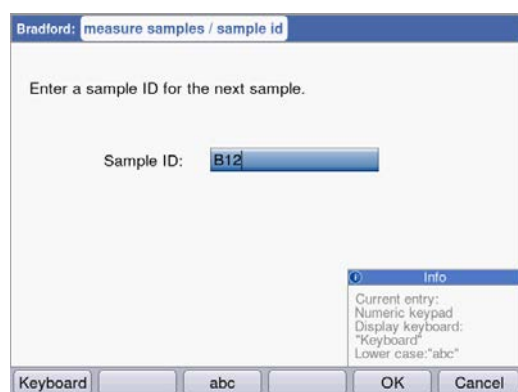 Bradford: measure samples / sample id
Enter a sample ID for the next sample.
Sample ID: B12
Info
Current entry:
Numeric keypad
Display keyboard:
"Keyboard"
Lower case:"abc"
Keyboard abc OK Cancel